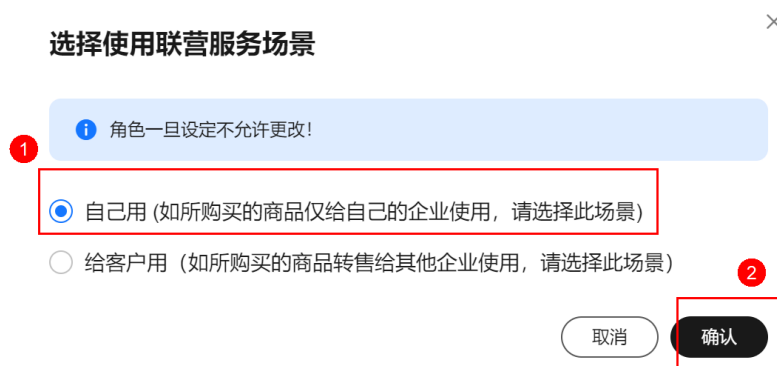 选择使用联营服务场景
角色一旦设定不允许更改！
1
自己用 (如所购买的商品仅给自己的企业使用，请选择此场景)
给客户用（如所购买的商品转售给其他企业使用，请选择此场景）
2
取消
确认